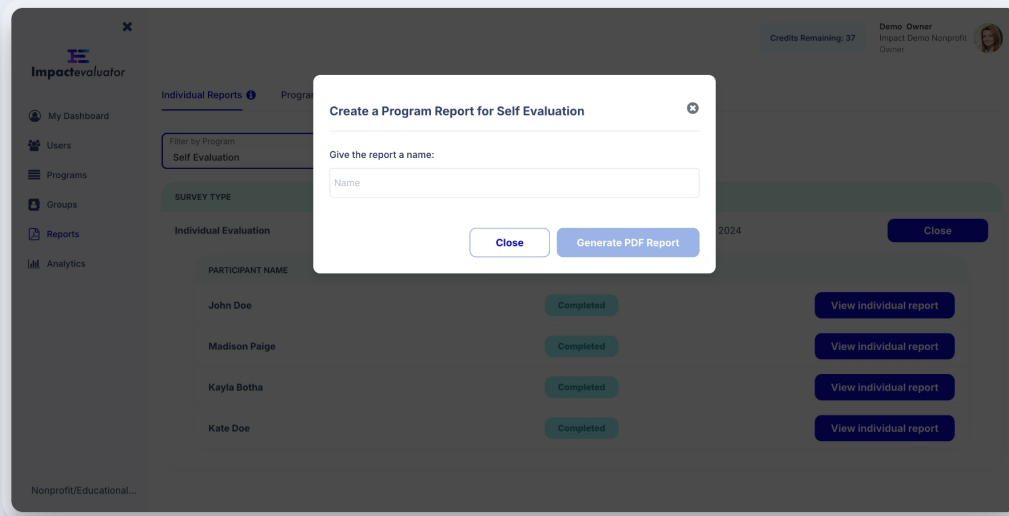 Credits Remaining: 37
Demo Owner
Impact Demo Nonprofit
Owner
Impactevaluator
Individual Reports
My Dashboard
Users
Programs
Groups
Reports
Analytics
Filter by Program
Self Evaluation
Create a Program Report for Self Evaluation
Give the report a name:
Name
Close
Generate PDF Report
SURVEY TYPE
Individual Evaluation
2024
Close
PARTICIPANT NAME
John Doe
Completed
View individual report
Madison Paige
Completed
View individual report
Kayla Botha
Completed
View individual report
Kate Doe
Completed
View individual report
Nonprofit/Educational...